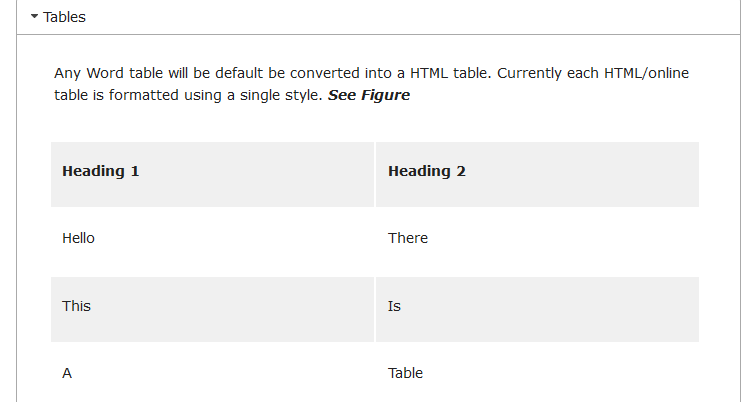 Tables
Any Word table will be default be converted into a HTML table. Currently each HTML/online
table is formatted using a single style. See Figure
Heading 1 Heading 2
Hello There
This Is
A Table